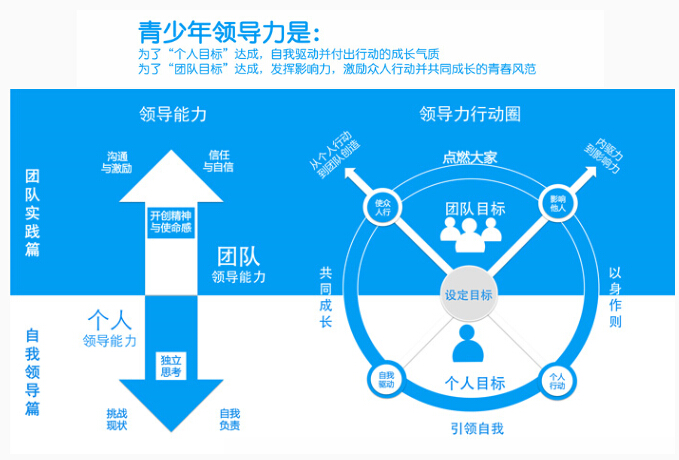 青少年领导力是:
为了“个人目标”达成，自我驱动并付出行动的成长气质
为了“团队目标”达成，发挥影响力，激励众人行动并共同成长的青春风范
团队实践篇
自我领导篇
领导能力
沟通
与激励
信任
与自信
开创精神
与使命感
团队
领导能力
个人
领导能力
独立
思考
挑战
现状
自我
负责
领导力行动圈
从个人行动
到团队创造
点燃大家
内驱力
到影响力
使众
人行
团队目标
影响
他人
共同成长
设定目标
以身作则
自我
驱动
个人目标
个人
行动
引领自我